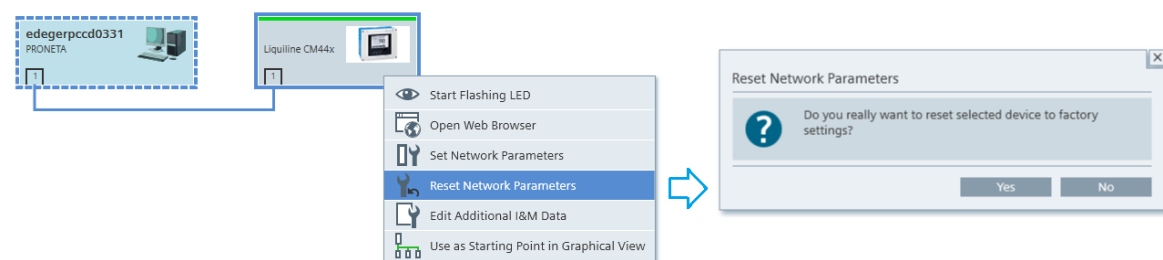 edegerpccd0331
PRONETA
1
Liquiline CM44x
1
Start Flashing LED
Open Web Browser
Set Network Parameters
Reset Network Parameters
Edit Additional I&M Data
Use as Starting Point in Graphical View
Reset Network Parameters
Do you really want to reset selected device to factory
settings?
Yes
No